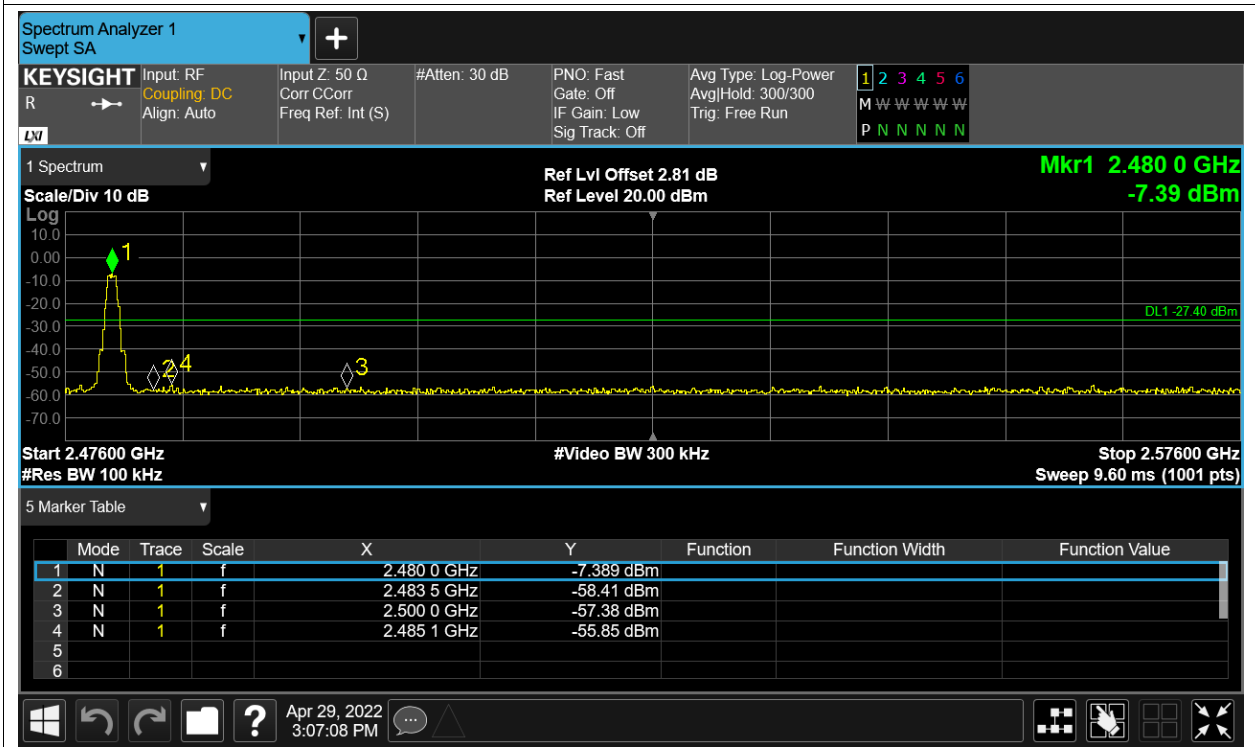 Spectrum Analyzer 1
Swept SA
+
KEYSIGHT Input: RF Input Z: 50 Ω #Atten: 30 dB PNO: Fast Avg Type: Log-Power 1 2 3 4 5 6
R Coupling: DC Corr CCorr Gate: Off Avg|Hold: 300/300 M W W W W W
Align: Auto Freq Ref: Int (S) IF Gain: Low Trig: Free Run
LXI Sig Track: Off P N N N N N
1 Spectrum Ref Lvl Offset 2.81 dB Mkr1 2.480 0 GHz
Scale/Div 10 dB Ref Level 20.00 dBm -7.39 dBm
Log
10.0
0.00
-10.0
-20.0
-30.0
-40.0
-50.0
-60.0
-70.0
1
2
4
3
DL1 -27.40 dBm
Start 2.47600 GHz #Video BW 300 kHz Stop 2.57600 GHz
#Res BW 100 kHz Sweep 9.60 ms (1001 pts)
5 Marker Table
Mode Trace Scale X Y Function Function Width Function Value
1 N 1 f 2.480 0 GHz -7.389 dBm
2 N 1 f 2.483 5 GHz -58.41 dBm
3 N 1 f 2.500 0 GHz -57.38 dBm
4 N 1 f 2.485 1 GHz -55.85 dBm
5
6
? Apr 29, 2022
3:07:08 PM